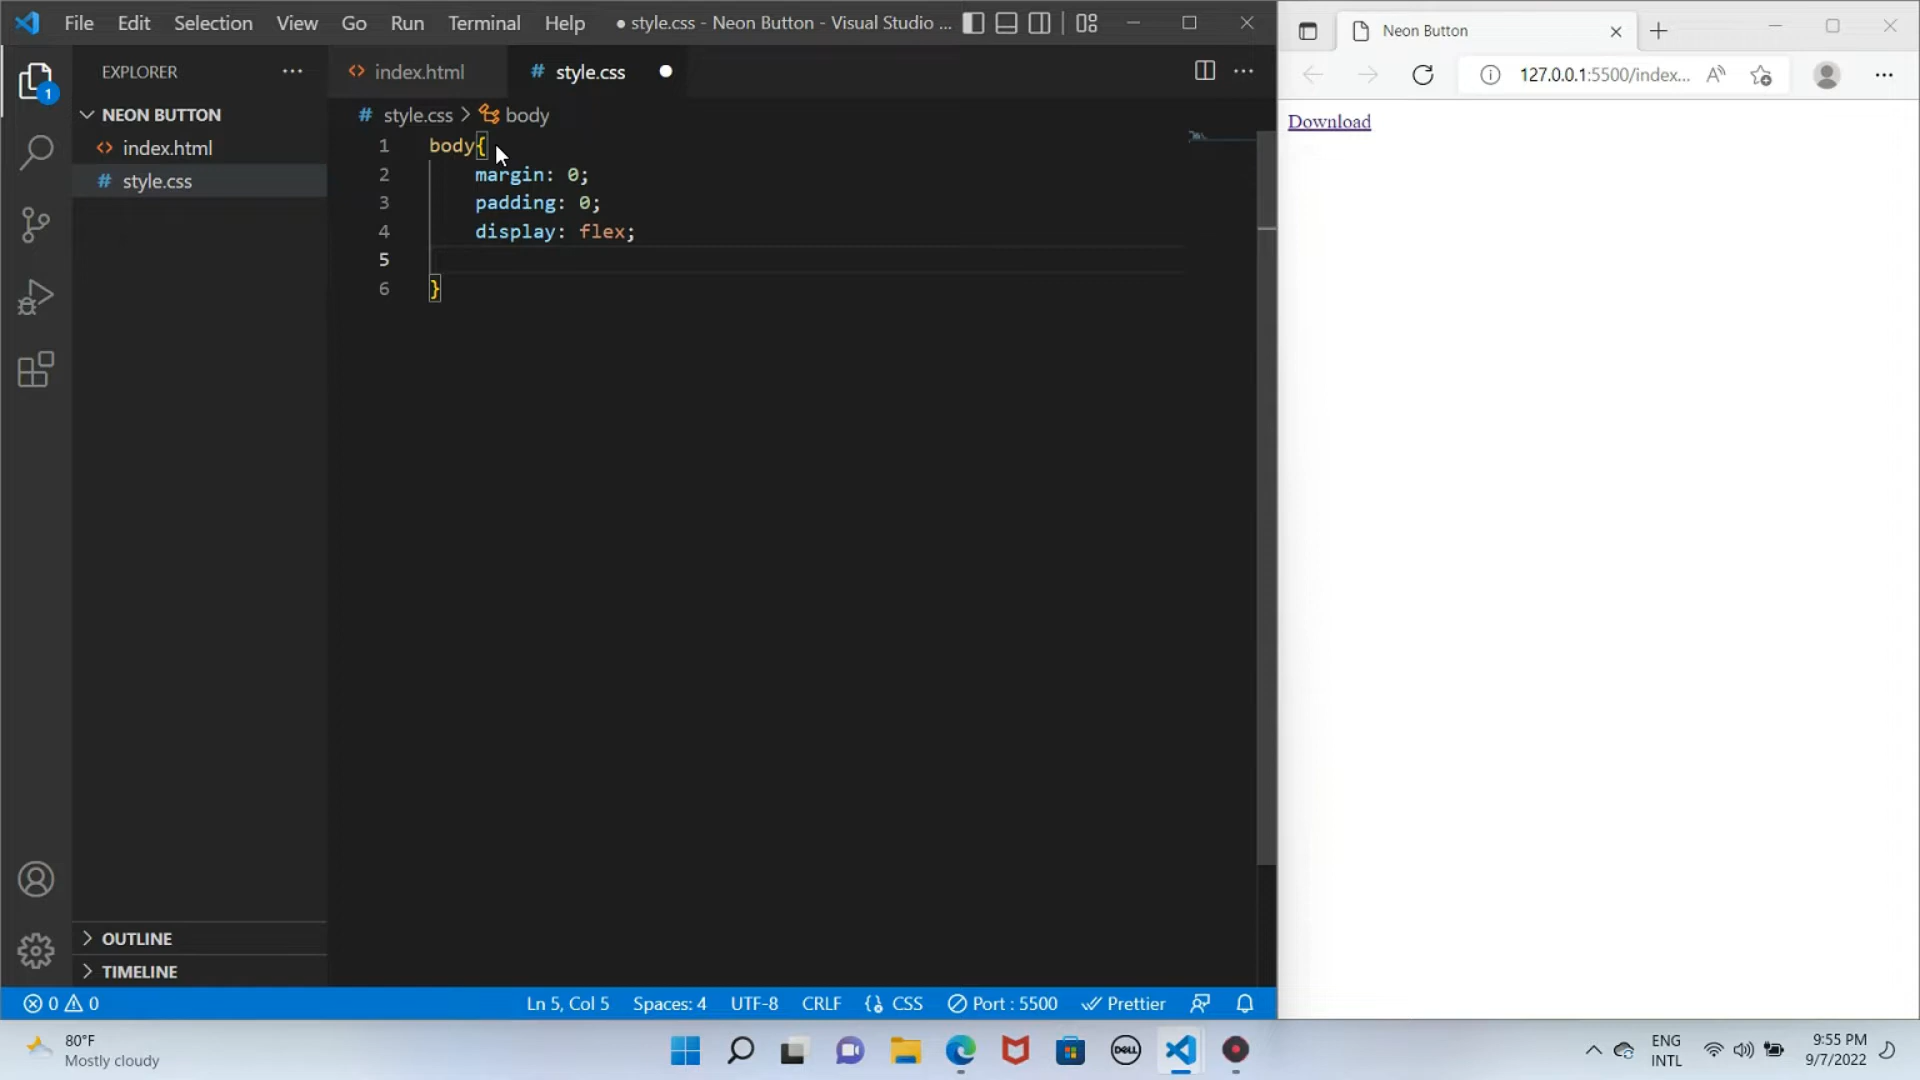 File Edit Selection View Go Run Terminal Help ● style.css - Neon Button - Visual Studio ...
EXPLORER ...
index.html # style.css
NEON BUTTON
index.html
# style.css
# style.css > body
1 body{
2 margin: 0;
3 padding: 0;
4 display: flex;
5
6 }
1
OUTLINE
TIMELINE
0 0 Ln 5, Col 5 Spaces: 4 UTF-8 CRLF CSS Port : 5500 Prettier
Neon Button
127.0.0.1:5500/index...
Download
80°F
Mostly cloudy
DELL
ENG
INTL
9:55 PM
9/7/2022